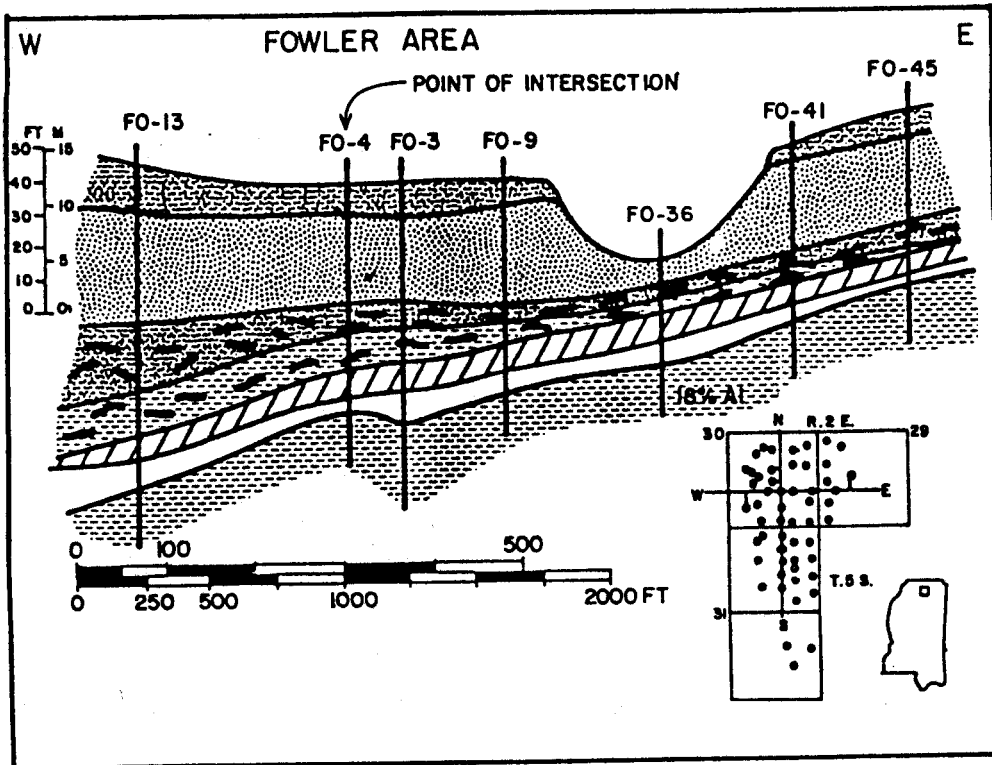 W FOWLER AREA E
FO-45
POINT OF INTERSECTION
FO-41
FO-13
FO-4 FO-3 FO-9
FT M
50 15
40
30 10
20
10 5
0 0
FO-36
18% Al
N R. 2 E.
30 29
W E
T. 5 S.
31
S
0 100 500
0 250 500 1000 2000 FT